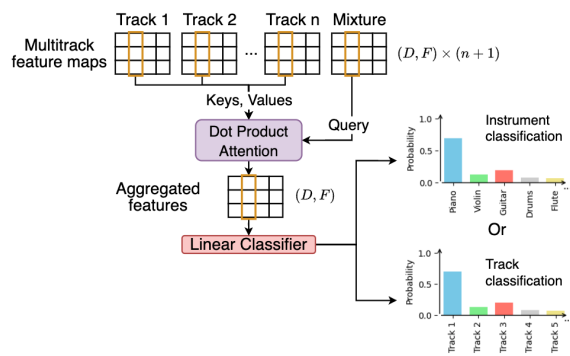 Track 1 Track 2 Track n Mixture
Multitrack
feature maps
...
(D, F) × (n + 1)
Keys, Values
Query
Dot Product
Attention
Aggregated
features
(D, F)
Linear Classifier
Instrument
classification
Probability
1.0
0.5
0.0
Piano
Violin
Guitar
Drums
Flute
..
Or
Track
classification
Probability
1.0
0.5
0.0
Track 1
Track 2
Track 3
Track 4
Track 5
..